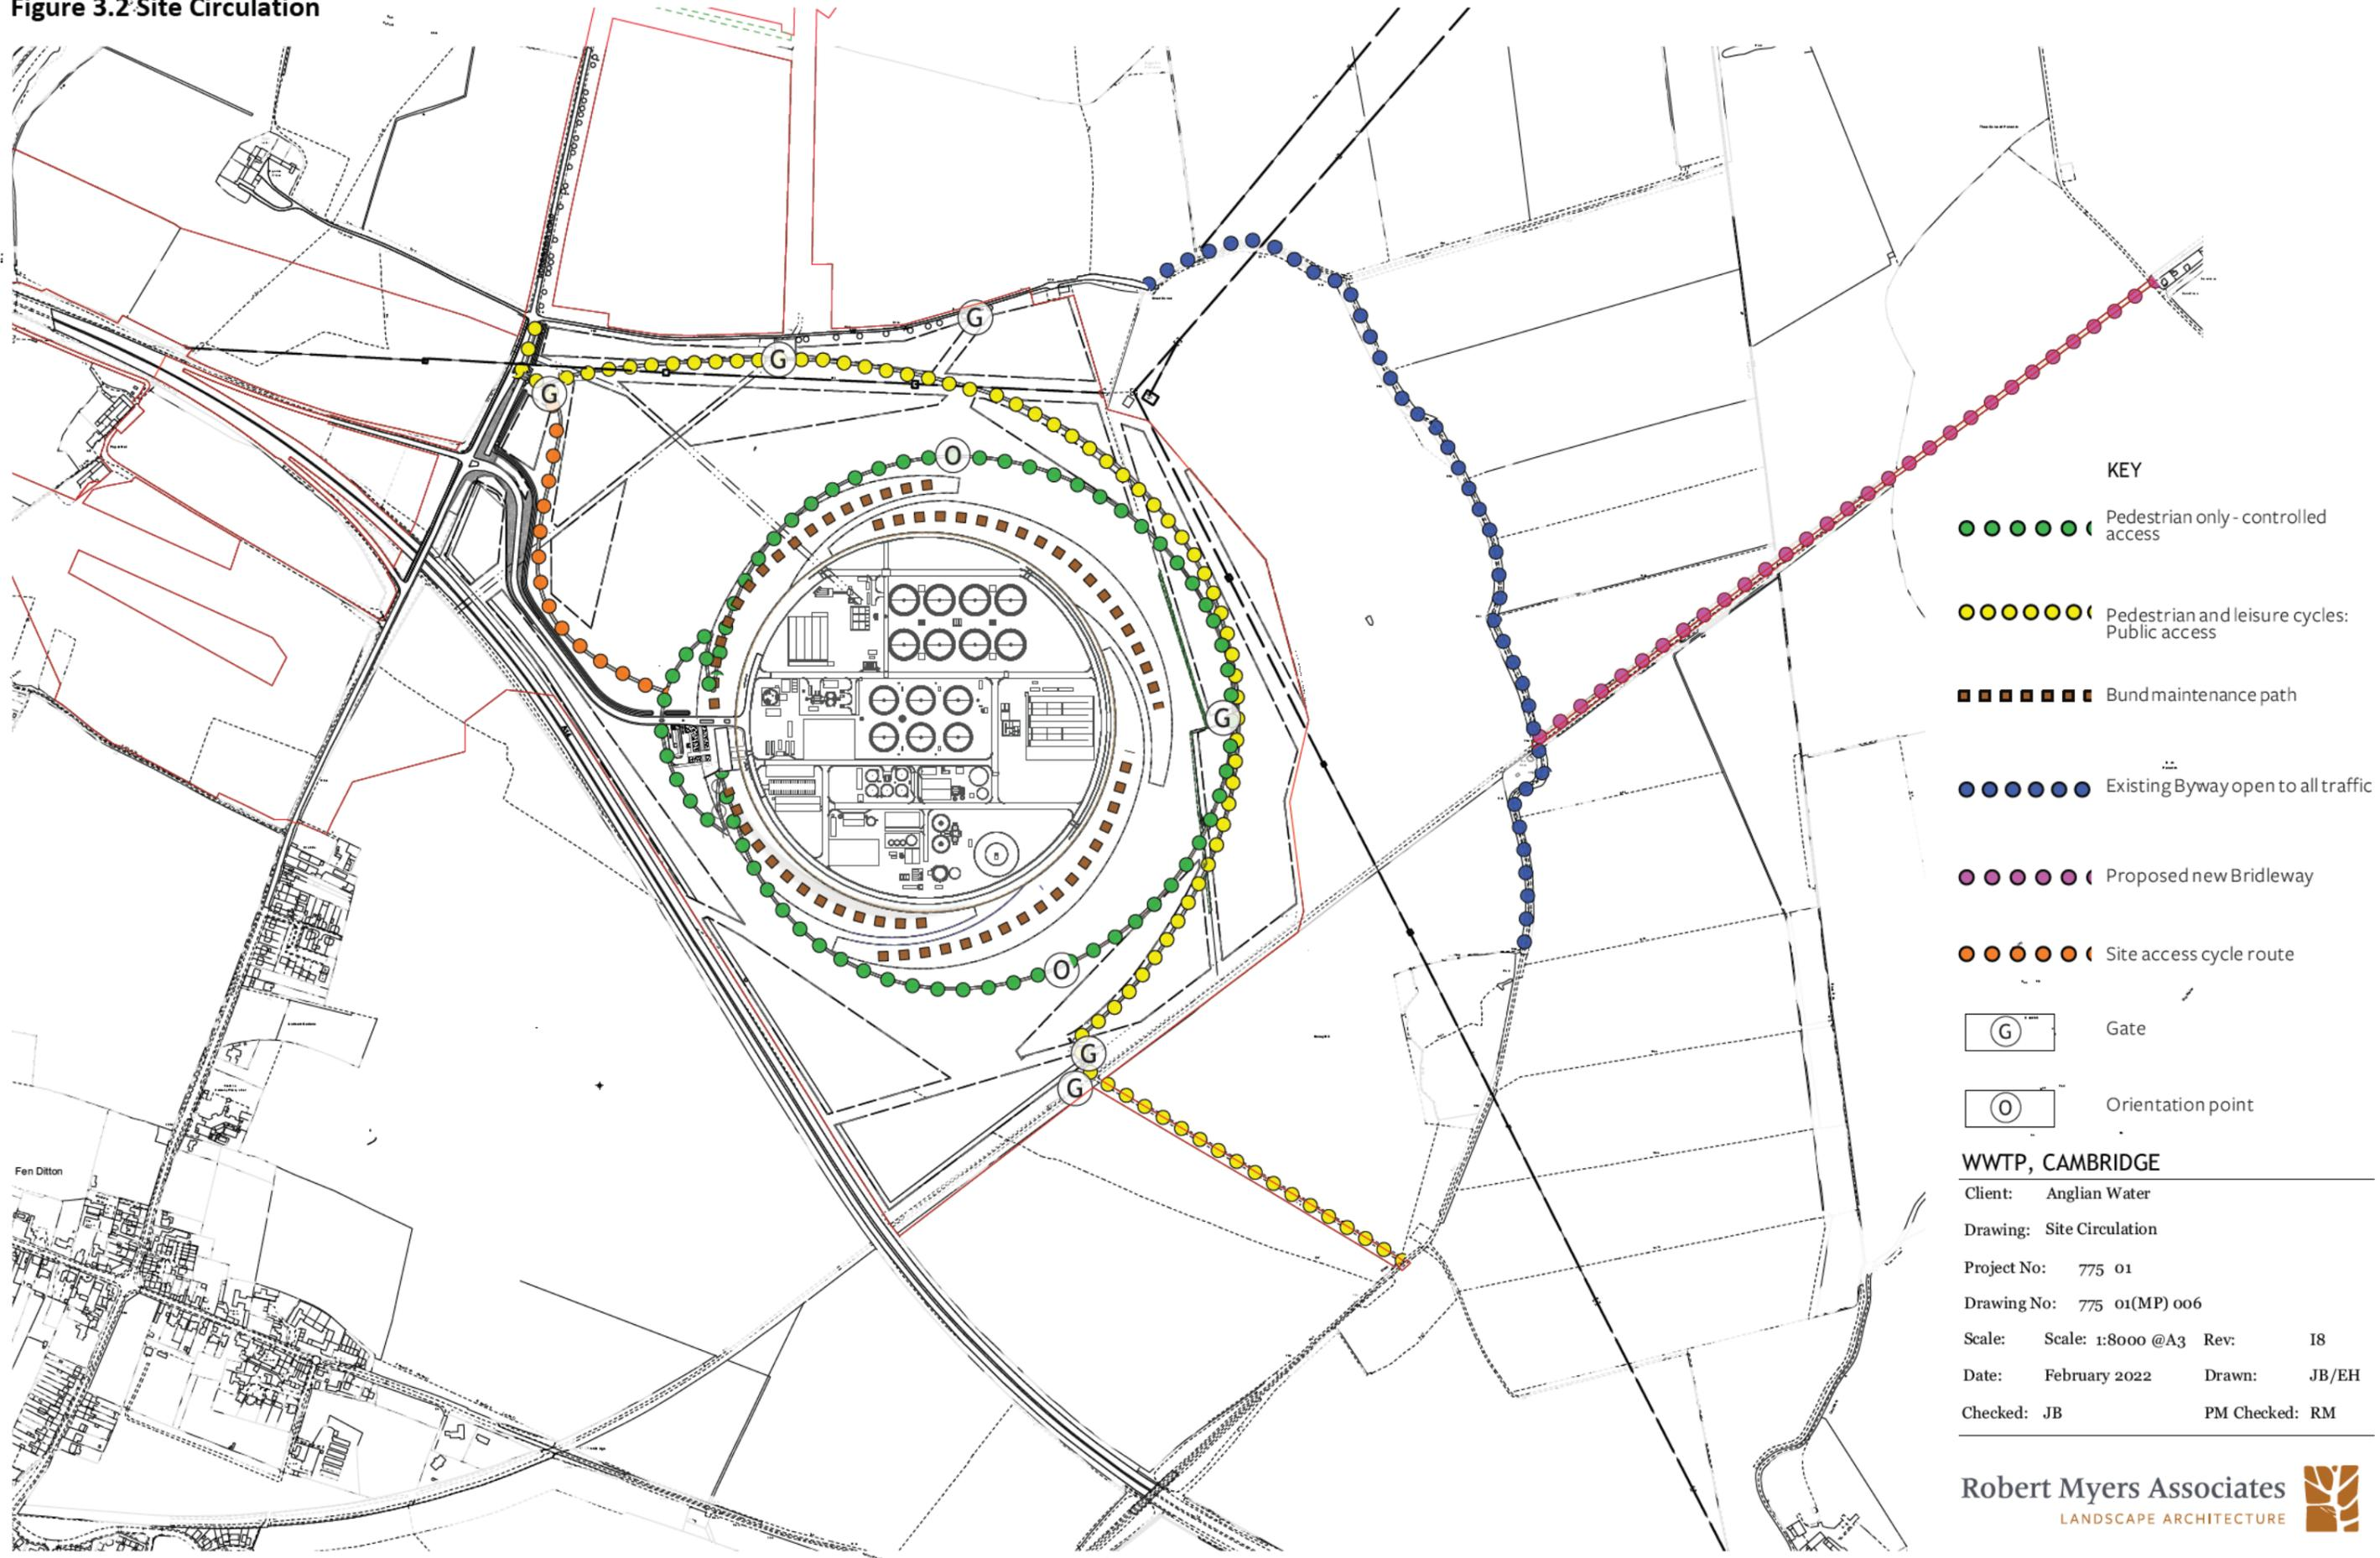 Figure 3.2 Site Circulation
G
G
G
O
G
O
G
G
Fen Ditton
KEY
Pedestrian only - controlled
access
Pedestrian and leisure cycles:
Public access
Bund maintenance path
Existing Byway open to all traffic
Proposed new Bridleway
Site access cycle route
G Gate
O Orientation point
WWTP, CAMBRIDGE
Client: Anglian Water
Drawing: Site Circulation
Project No: 775 01
Drawing No: 775 01(MP) 006
Scale: Scale: 1:8000 @A3 Rev: I8
Date: February 2022 Drawn: JB/EH
Checked: JB PM Checked: RM
Robert Myers Associates
LANDSCAPE ARCHITECTURE